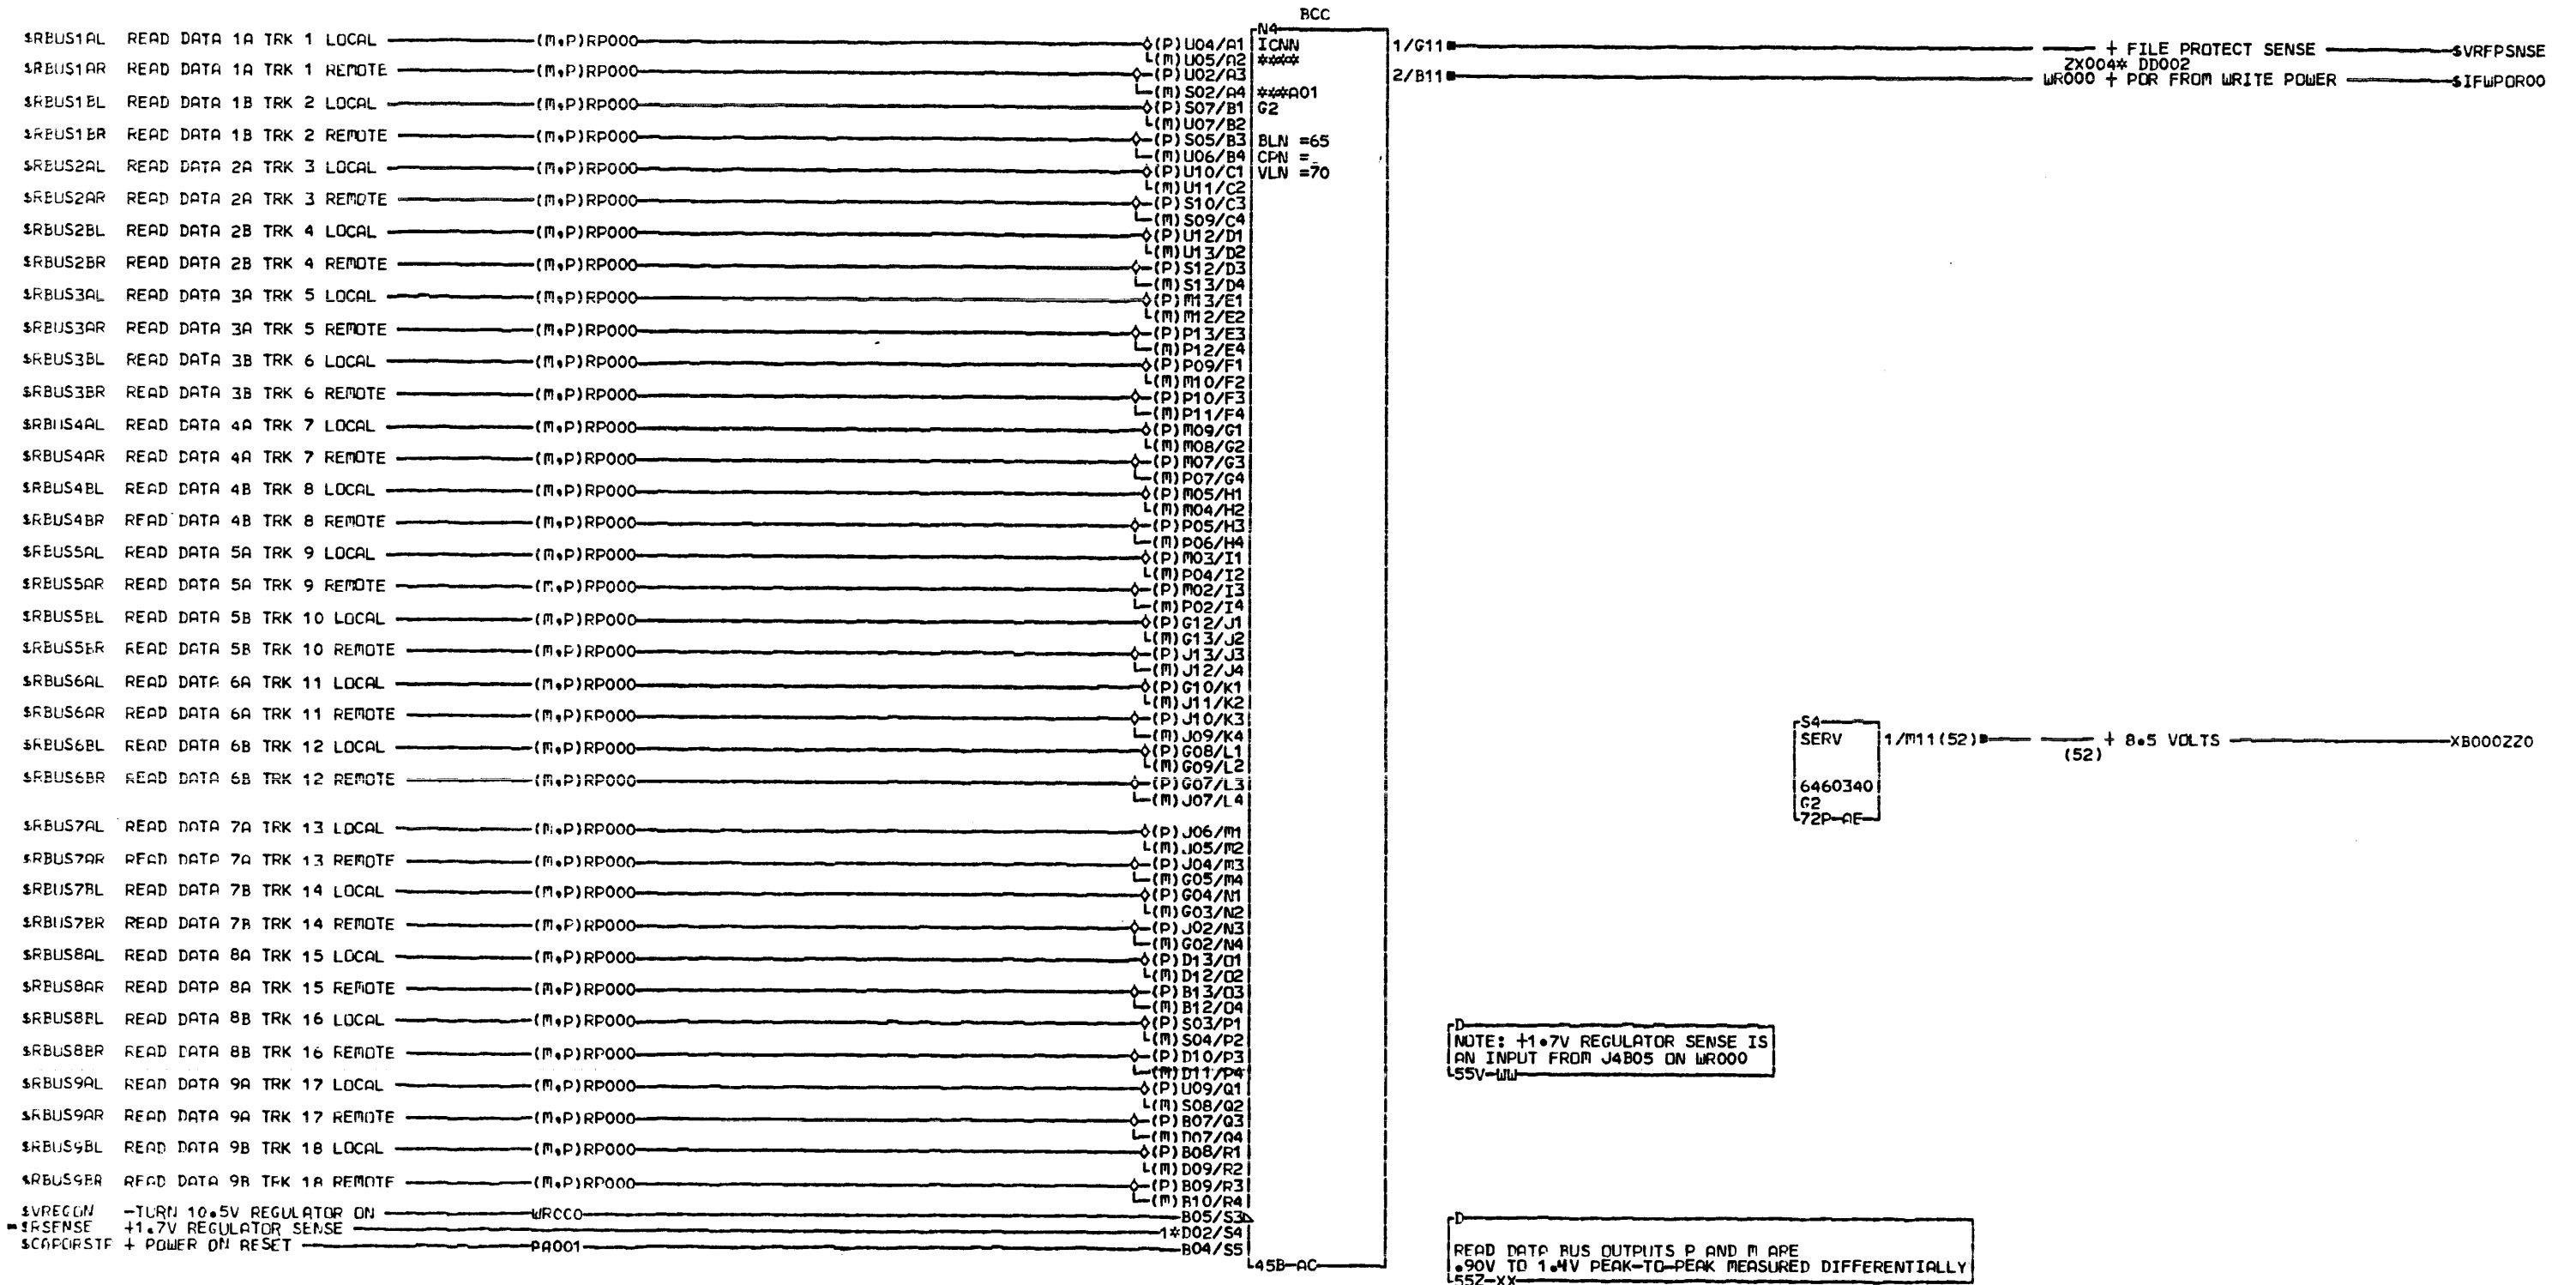 BCC
$RBUS1AL READ DATA 1A TRK 1 LOCAL (M,P)RP000 (P)U04/A1
(M)U05/A2
$RBUS1AR READ DATA 1A TRK 1 REMOTE (M,P)RP000 (P)U02/A3
(M)S02/A4
$RBUS1BL READ DATA 1B TRK 2 LOCAL (M,P)RP000 (P)S07/B1
(M)U07/B2
$RBUS1BR READ DATA 1B TRK 2 REMOTE (M,P)RP000 (P)S05/B3
(M)U06/B4
$RBUS2AL READ DATA 2A TRK 3 LOCAL (M,P)RP000 (P)U10/C1
(M)U11/C2
$RBUS2AR READ DATA 2A TRK 3 REMOTE (M,P)RP000 (P)S10/C3
(M)S09/C4
$RBUS2BL READ DATA 2B TRK 4 LOCAL (M,P)RP000 (P)U12/D1
(M)U13/D2
$RBUS2BR READ DATA 2B TRK 4 REMOTE (M,P)RP000 (P)S12/D3
(M)S13/D4
$RBUS3AL READ DATA 3A TRK 5 LOCAL (M,P)RP000 (P)M13/E1
(M)M12/E2
$RBUS3AR READ DATA 3A TRK 5 REMOTE (M,P)RP000 (P)P13/E3
(M)P12/E4
$RBUS3BL READ DATA 3B TRK 6 LOCAL (M,P)RP000 (P)P09/F1
(M)M10/F2
$RBUS3BR READ DATA 3B TRK 6 REMOTE (M,P)RP000 (P)P10/F3
(M)P11/F4
$RBUS4AL READ DATA 4A TRK 7 LOCAL (M,P)RP000 (P)M09/G1
(M)M08/G2
$RBUS4AR READ DATA 4A TRK 7 REMOTE (M,P)RP000 (P)M07/G3
(M)P07/G4
$RBUS4BL READ DATA 4B TRK 8 LOCAL (M,P)RP000 (P)M05/H1
(M)M04/H2
$RBUS4BR READ DATA 4B TRK 8 REMOTE (M,P)RP000 (P)P05/H3
(M)P06/H4
$RBUS5AL READ DATA 5A TRK 9 LOCAL (M,P)RP000 (P)M03/I1
(M)P04/I2
$RBUS5AR READ DATA 5A TRK 9 REMOTE (M,P)RP000 (P)M02/I3
(M)P02/I4
$RBUS5BL READ DATA 5B TRK 10 LOCAL (M,P)RP000 (P)G12/J1
(M)G13/J2
$RBUS5BR READ DATA 5B TRK 10 REMOTE (M,P)RP000 (P)J13/J3
(M)J12/J4
$RBUS6AL READ DATA 6A TRK 11 LOCAL (M,P)RP000 (P)G10/K1
(M)J11/K2
$RBUS6AR READ DATA 6A TRK 11 REMOTE (M,P)RP000 (P)J10/K3
(M)J09/K4
$RBUS6BL READ DATA 6B TRK 12 LOCAL (M,P)RP000 (P)G08/L1
(M)G09/L2
$RBUS6BR READ DATA 6B TRK 12 REMOTE (M,P)RP000 (P)G07/L3
(M)J07/L4
$RBUS7AL READ DATA 7A TRK 13 LOCAL (M,P)RP000 (P)J06/M1
(M)J05/M2
$RBUS7AR READ DATA 7A TRK 13 REMOTE (M,P)RP000 (P)J04/M3
(M)G05/M4
$RBUS7BL READ DATA 7B TRK 14 LOCAL (M,P)RP000 (P)G04/N1
(M)G03/N2
$RBUS7BR READ DATA 7B TRK 14 REMOTE (M,P)RP000 (P)J02/N3
(M)G02/N4
$RBUS8AL READ DATA 8A TRK 15 LOCAL (M,P)RP000 (P)D13/O1
(M)D12/O2
$RBUS8AR READ DATA 8A TRK 15 REMOTE (M,P)RP000 (P)B13/O3
(M)B12/O4
$RBUS8BL READ DATA 8B TRK 16 LOCAL (M,P)RP000 (P)S03/P1
(M)S04/P2
$RBUS8BR READ DATA 8B TRK 16 REMOTE (M,P)RP000 (P)D10/P3
(M)D11/P4
$RBUS9AL READ DATA 9A TRK 17 LOCAL (M,P)RP000 (P)U09/Q1
(M)S08/Q2
$RBUS9AR READ DATA 9A TRK 17 REMOTE (M,P)RP000 (P)B07/Q3
(M)D07/Q4
$RBUS9BL READ DATA 9B TRK 18 LOCAL (M,P)RP000 (P)B08/R1
(M)D09/R2
$RBUS9BR READ DATA 9B TRK 18 REMOTE (M,P)RP000 (P)B09/R3
(M)B10/R4
$VREGON -TURN 10.5V REGULATOR ON WR000 B05/S3
$RSENSE +1.7V REGULATOR SENSE 1*D02/S4
$CAPORSTP + POWER ON RESET PA001 B04/S5
N4
ICNN
****
***A01
G2
BLN =65
CPN =
VLN =70
45B-AC
1/G11 + FILE PROTECT SENSE $VRFPSNSE
ZX004* DD002
2/B11 WR000 + POR FROM WRITE POWER $IFWPOR00
S4
SERV 1/M11(52) + 8.5 VOLTS XB000ZZ0
(52)
6460340
G2
72P-AE
D
NOTE: +1.7V REGULATOR SENSE IS
AN INPUT FROM J4B05 ON WR000
55V-WW
D
READ DATA BUS OUTPUTS P AND M ARE
.90V TO 1.4V PEAK-TO-PEAK MEASURED DIFFERENTIALLY
55Z-XX